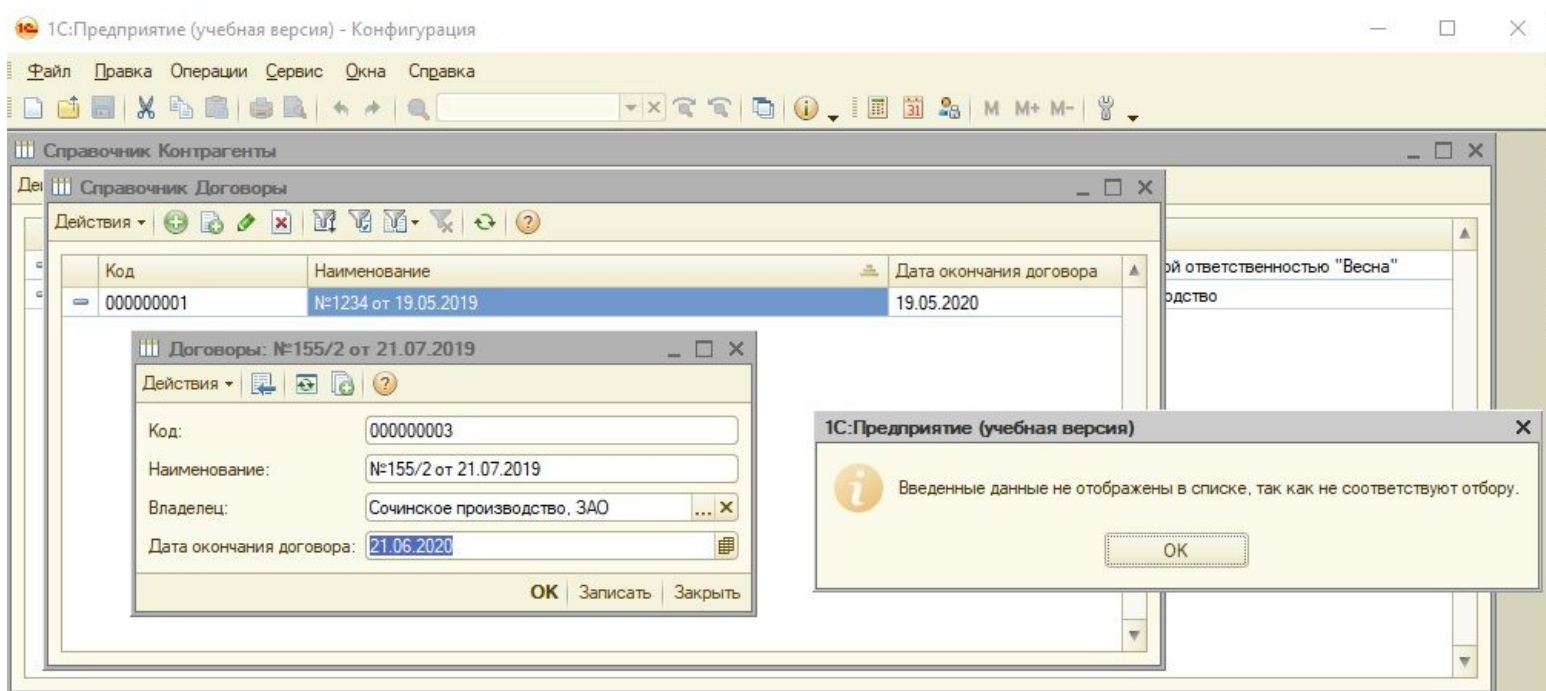 1С:Предприятие (учебная версия) - Конфигурация
Файл Правка Операции Сервис Окна Справка
M M+ M-
Справочник Контрагенты
Справочник Договоры
Действия
Код Наименование Дата окончания договора
ой ответственностью "Весна"
000000001 №1234 от 19.05.2019 19.05.2020
одство
Договоры: №155/2 от 21.07.2019
Действия
Код: 000000003
Наименование: №155/2 от 21.07.2019
Владелец: Сочинское производство, ЗАО ...
Дата окончания договора: 21.06.2020
ОК Записать Закрыть
1С:Предприятие (учебная версия)
Введенные данные не отображены в списке, так как не соответствуют отбору.
ОК